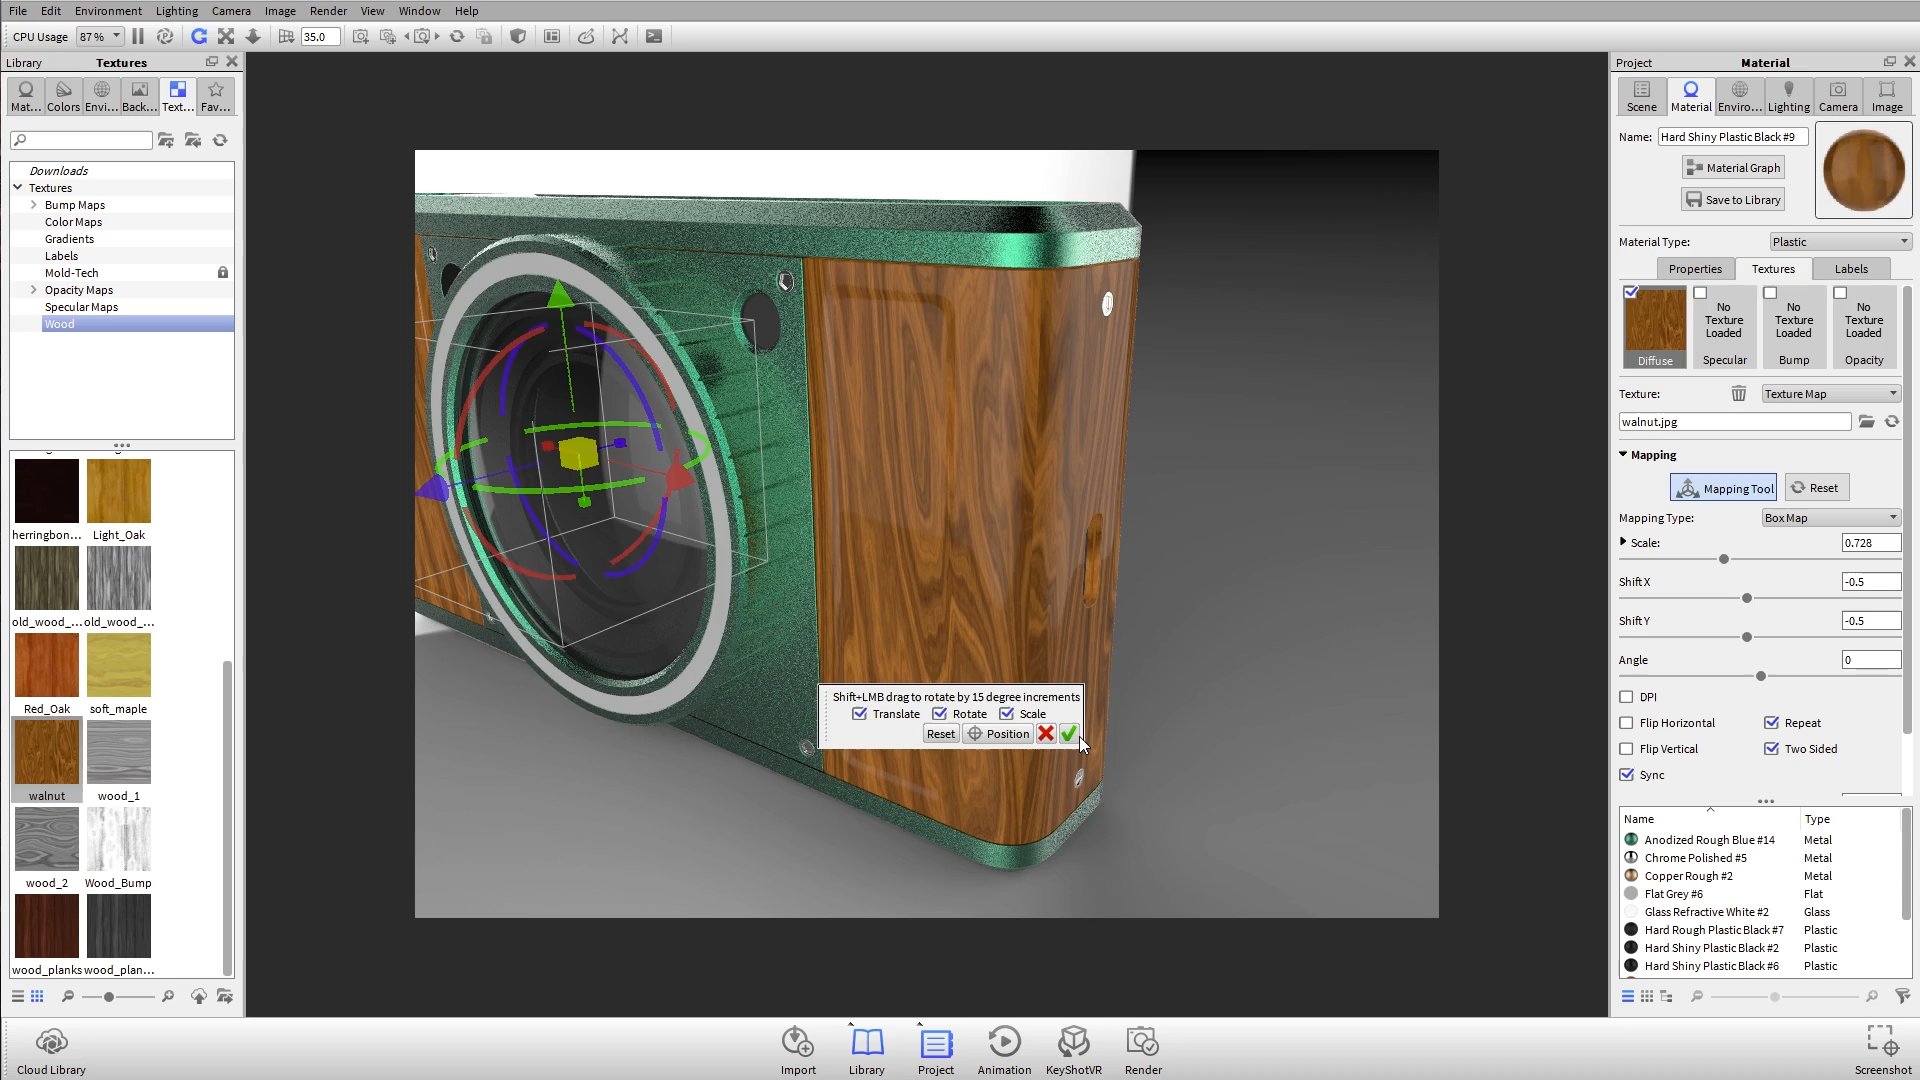 File Edit Environment Lighting Camera Image Render View Window Help
CPU Usage 87 % 35.0
Library Textures
Mat... Colors Envi... Back... Text... Fav...
Downloads
Textures
Bump Maps
Color Maps
Gradients
Labels
Mold-Tech
Opacity Maps
Specular Maps
Wood
herringbon... Light_Oak
old_wood_... old_wood_...
Red_Oak soft_maple
walnut wood_1
wood_2 Wood_Bump
wood_planks wood_plan...
Shift+LMB drag to rotate by 15 degree increments
Translate Rotate Scale
Reset Position
Project Material
Scene Material Enviro... Lighting Camera Image
Name: Hard Shiny Plastic Black #9
Material Graph
Save to Library
Material Type: Plastic
Properties Textures Labels
No Texture Loaded No Texture Loaded No Texture Loaded
Diffuse Specular Bump Opacity
Texture: Texture Map
walnut.jpg
Mapping
Mapping Tool Reset
Mapping Type: Box Map
Scale: 0.728
Shift X -0.5
Shift Y -0.5
Angle 0
DPI
Flip Horizontal Repeat
Flip Vertical Two Sided
Sync
Name Type
Anodized Rough Blue #14 Metal
Chrome Polished #5 Metal
Copper Rough #2 Metal
Flat Grey #6 Flat
Glass Refractive White #2 Glass
Hard Rough Plastic Black #7 Plastic
Hard Shiny Plastic Black #2 Plastic
Hard Shiny Plastic Black #6 Plastic
Cloud Library Import Library Project Animation KeyShotVR Render Screenshot